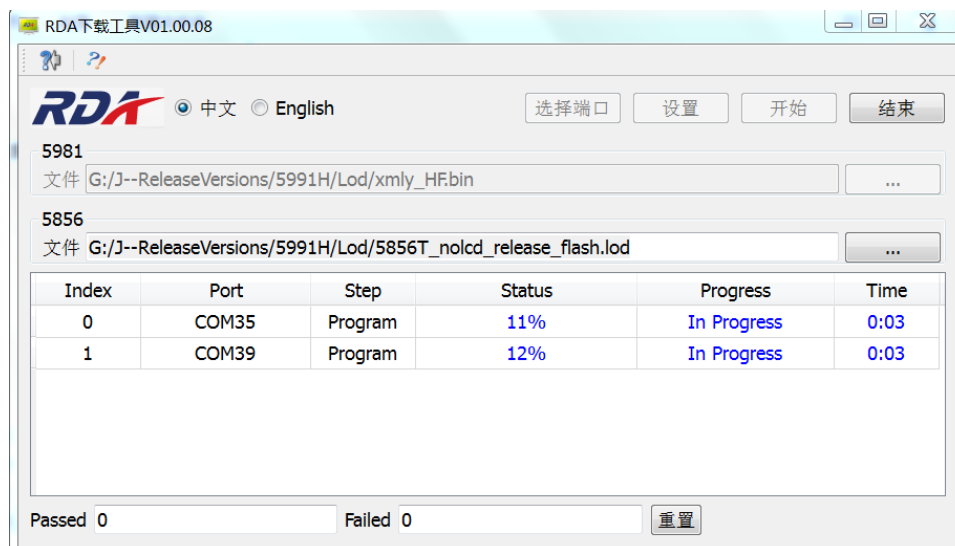 RDA下载工具V01.00.08
RDA 中文 English 选择端口 设置 开始 结束
5981
文件 G:/J--ReleaseVersions/5991H/Lod/xmly_HF.bin ...
5856
文件 G:/J--ReleaseVersions/5991H/Lod/5856T_nolcd_release_flash.lod ...
Index Port Step Status Progress Time
0 COM35 Program 11% In Progress 0:03
1 COM39 Program 12% In Progress 0:03
Passed 0 Failed 0 重置